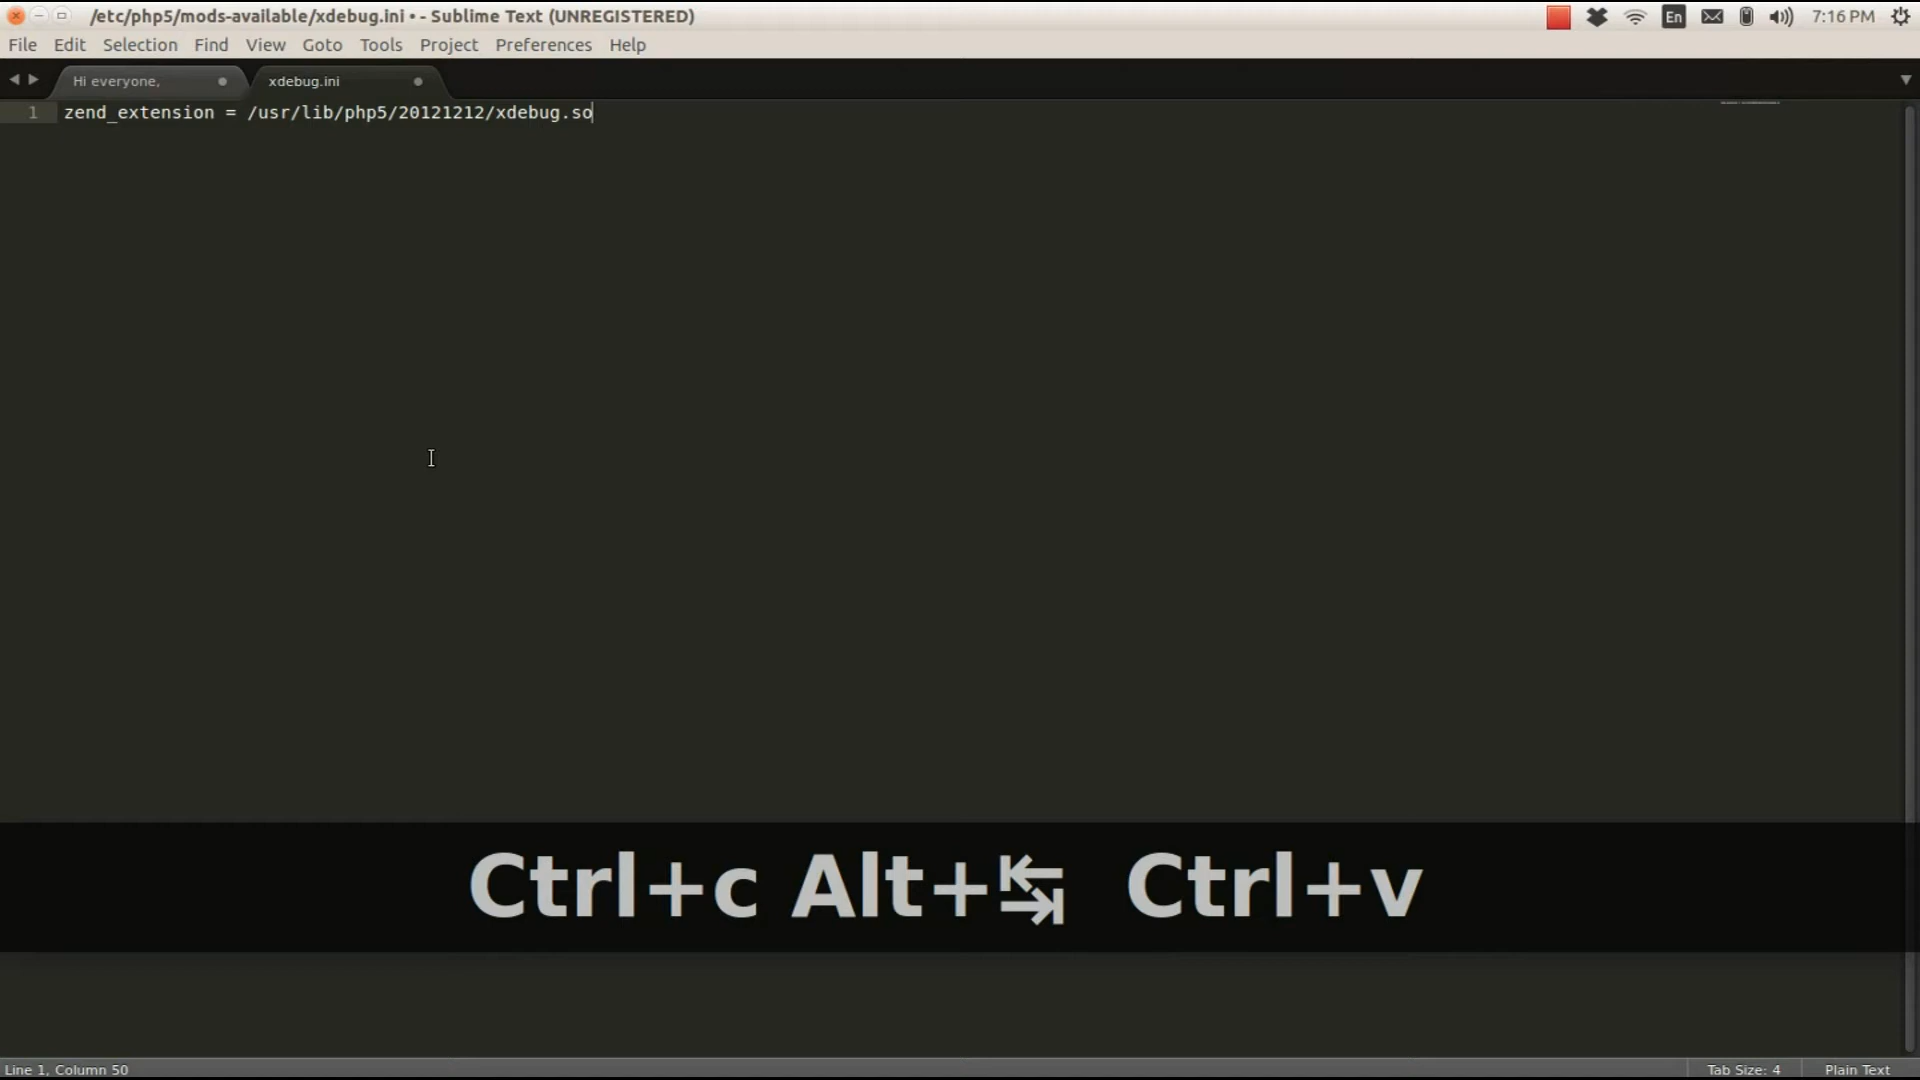 /etc/php5/mods-available/xdebug.ini • - Sublime Text (UNREGISTERED)
En
7:16 PM
File Edit Selection Find View Goto Tools Project Preferences Help
Hi everyone,
xdebug.ini
1 zend_extension = /usr/lib/php5/20121212/xdebug.so
Ctrl+c Alt+↹ Ctrl+v
Line 1, Column 50
Tab Size: 4
Plain Text